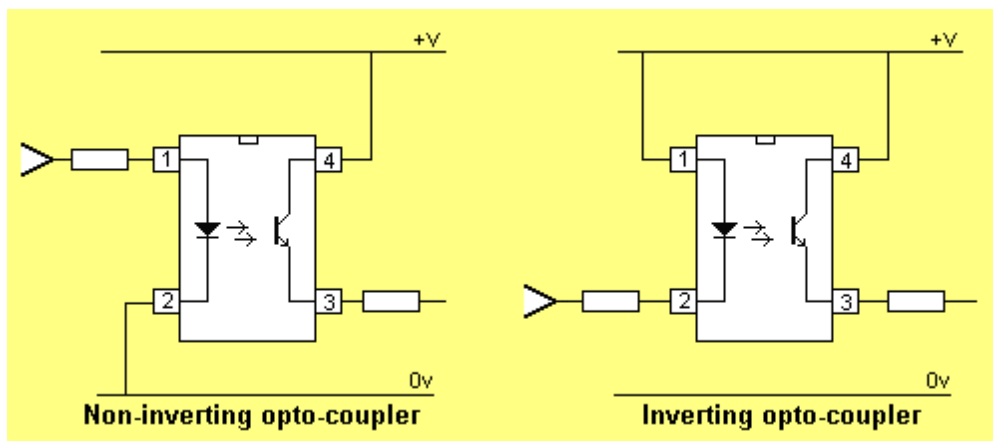 +V
+V
1
4
1
4
2
3
2
3
0v
0v
Non-inverting opto-coupler
Inverting opto-coupler